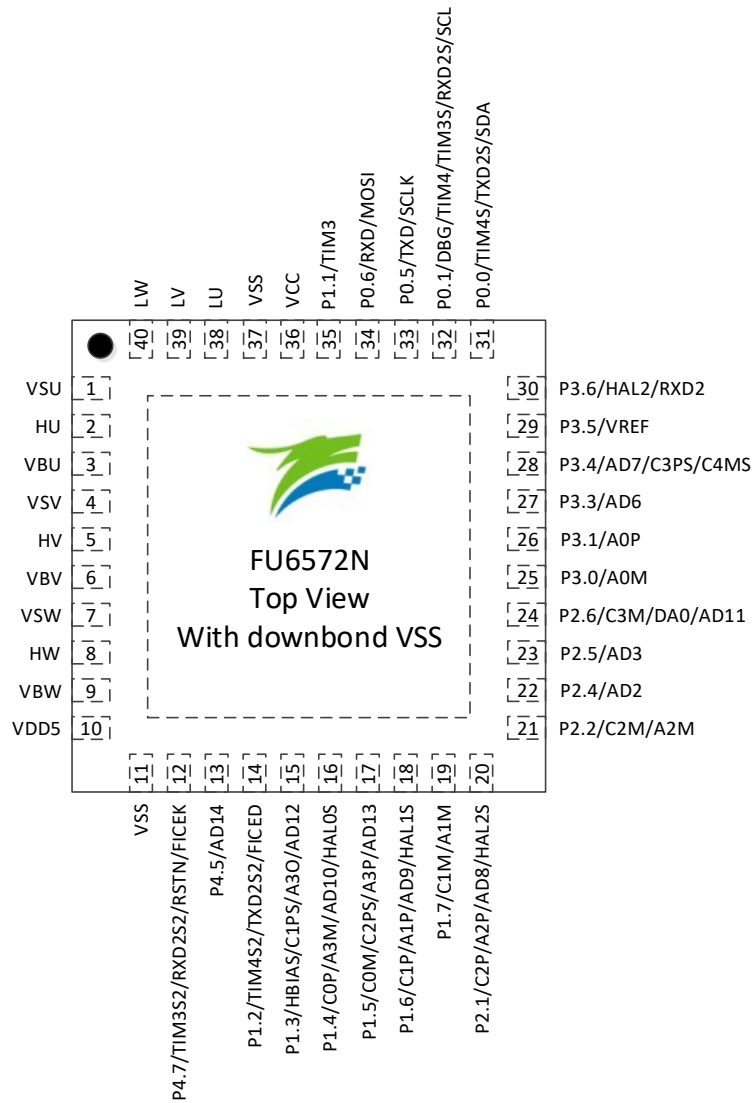 LW
LV
LU
VSS
VCC
P1.1/TIM3
P0.6/RXD/MOSI
P0.5/TXD/SCLK
P0.1/DBG/TIM4/TIM3S/RXD2S/SCL
P0.0/TIM4S/TXD2S/SDA
40
39
38
37
36
35
34
33
32
31
VSU 1
HU 2
VBU 3
VSV 4
HV 5
VBV 6
VSW 7
HW 8
VBW 9
VDD5 10
FU6572N
Top View
With downbond VSS
30 P3.6/HAL2/RXD2
29 P3.5/VREF
28 P3.4/AD7/C3PS/C4MS
27 P3.3/AD6
26 P3.1/A0P
25 P3.0/A0M
24 P2.6/C3M/DA0/AD11
23 P2.5/AD3
22 P2.4/AD2
21 P2.2/C2M/A2M
11
12
13
14
15
16
17
18
19
20
VSS
P4.7/TIM3S2/RXD2S2/RSTN/FICEK
P4.5/AD14
P1.2/TIM4S2/TXD2S2/FICED
P1.3/HBIAS/C1PS/A3O/AD12
P1.4/C0P/A3M/AD10/HAL0S
P1.5/C0M/C2PS/A3P/AD13
P1.6/C1P/A1P/AD9/HAL1S
P1.7/C1M/A1M
P2.1/C2P/A2P/AD8/HAL2S